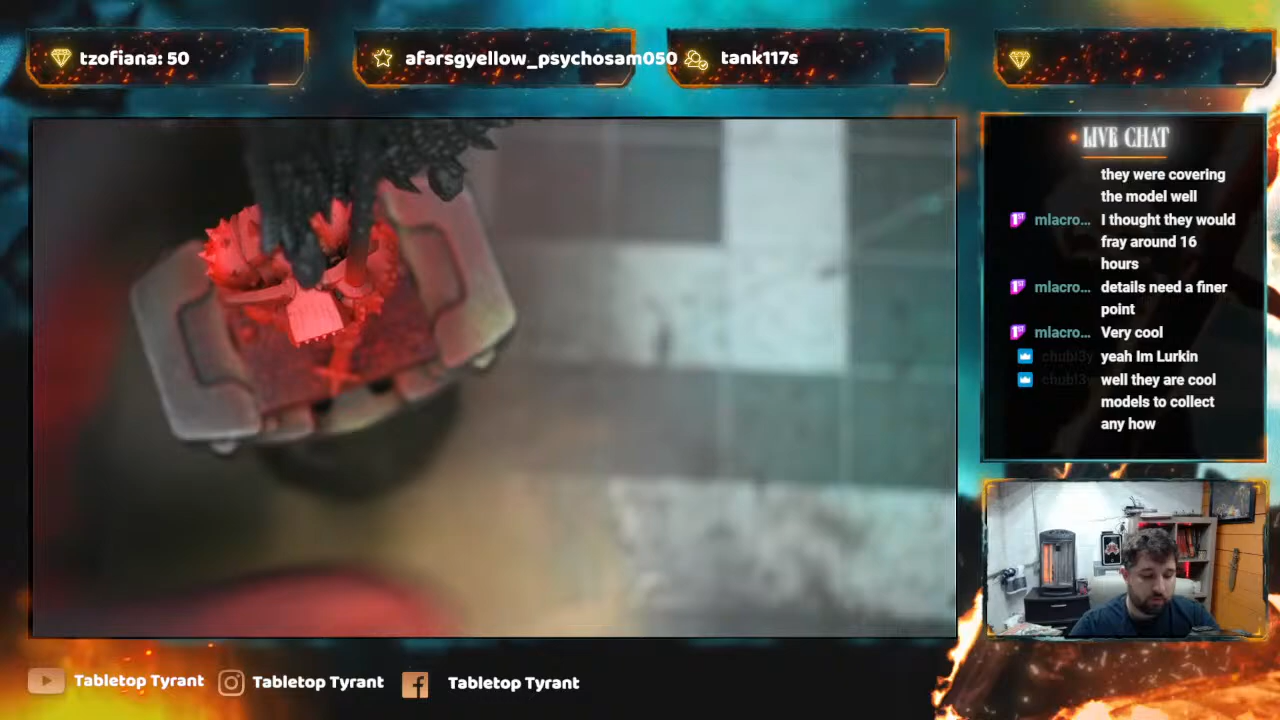 tzofiana: 50
afarsgyellow_psychosam050
tank117s
LIVE CHAT
they were covering
the model well
mlacro... I thought they would
fray around 16
hours
mlacro... details need a finer
point
mlacro... Very cool
chubl3y yeah Im Lurkin
chubl3y well they are cool
models to collect
any how
Tabletop Tyrant
Tabletop Tyrant
Tabletop Tyrant